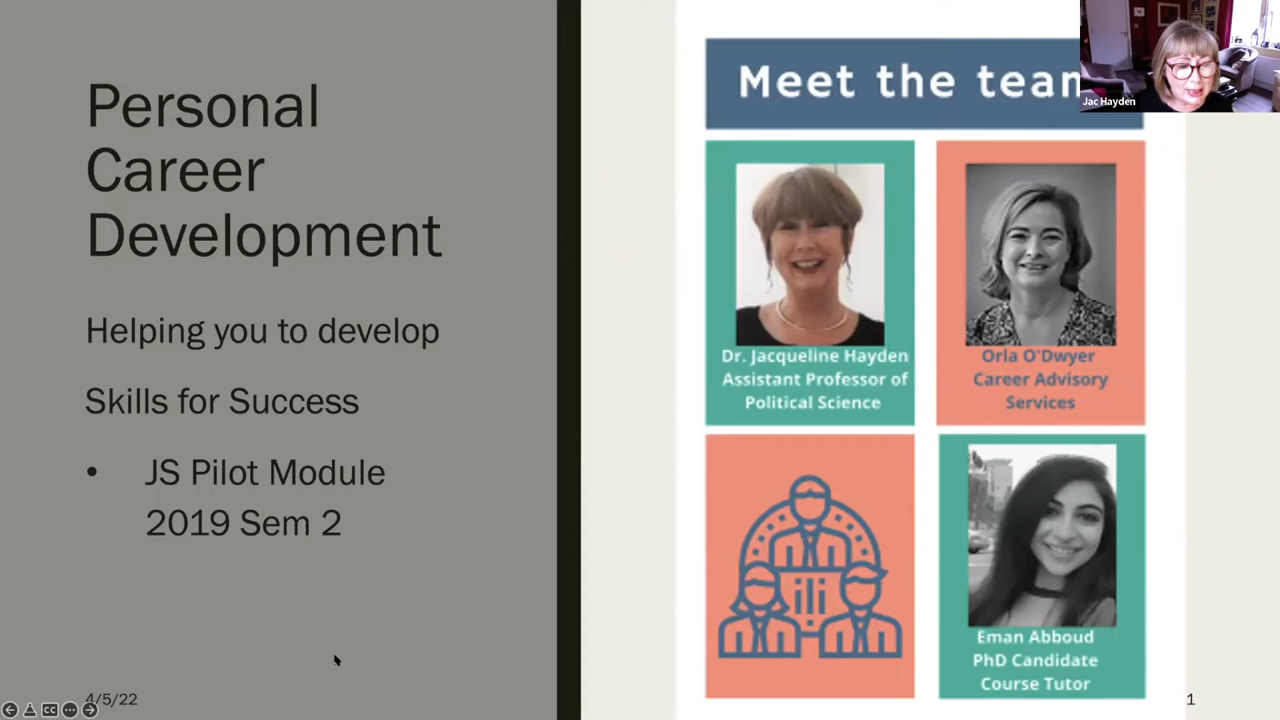 Personal
Career
Development
Helping you to develop
Skills for Success
• JS Pilot Module
2019 Sem 2
4/5/22
Meet the team
Jac Hayden
Dr. Jacqueline Hayden
Assistant Professor of
Political Science
Orla O'Dwyer
Career Advisory
Services
Eman Abboud
PhD Candidate
Course Tutor
1
CC